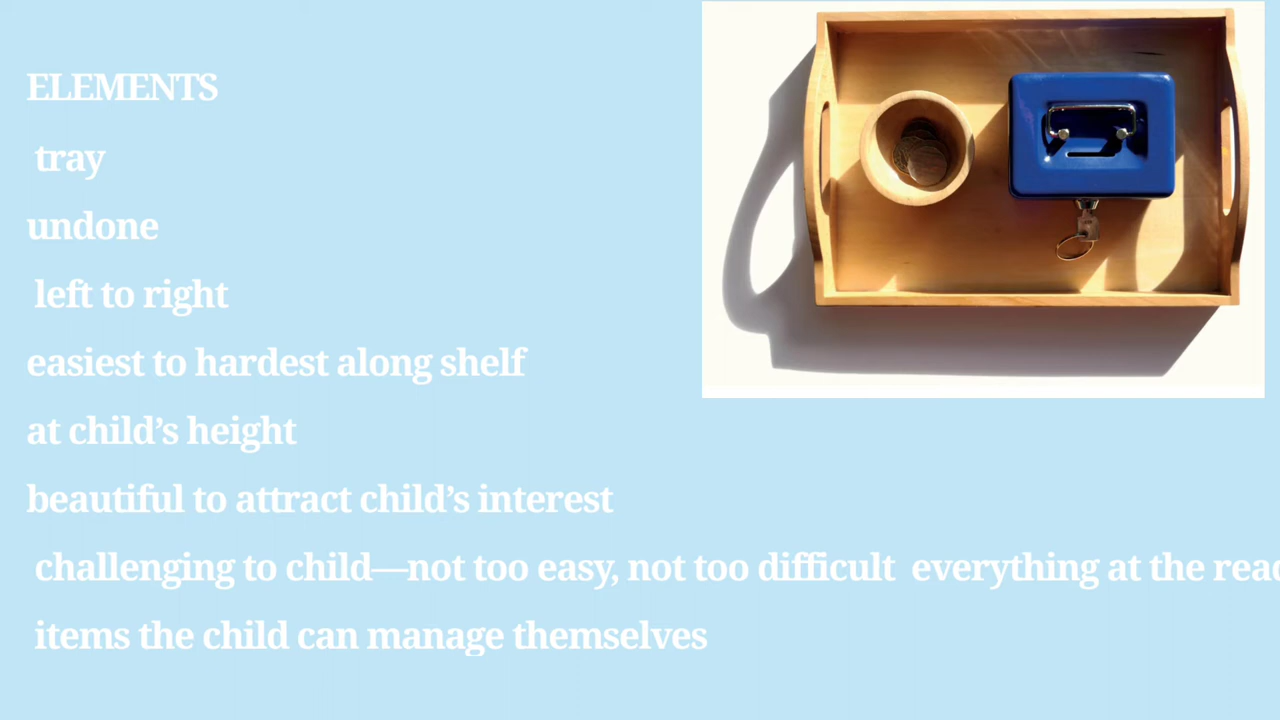 ELEMENTS
tray
undone
left to right
easiest to hardest along shelf
at child’s height
beautiful to attract child’s interest
challenging to child—not too easy, not too difficult everything at the
items the child can manage themselves